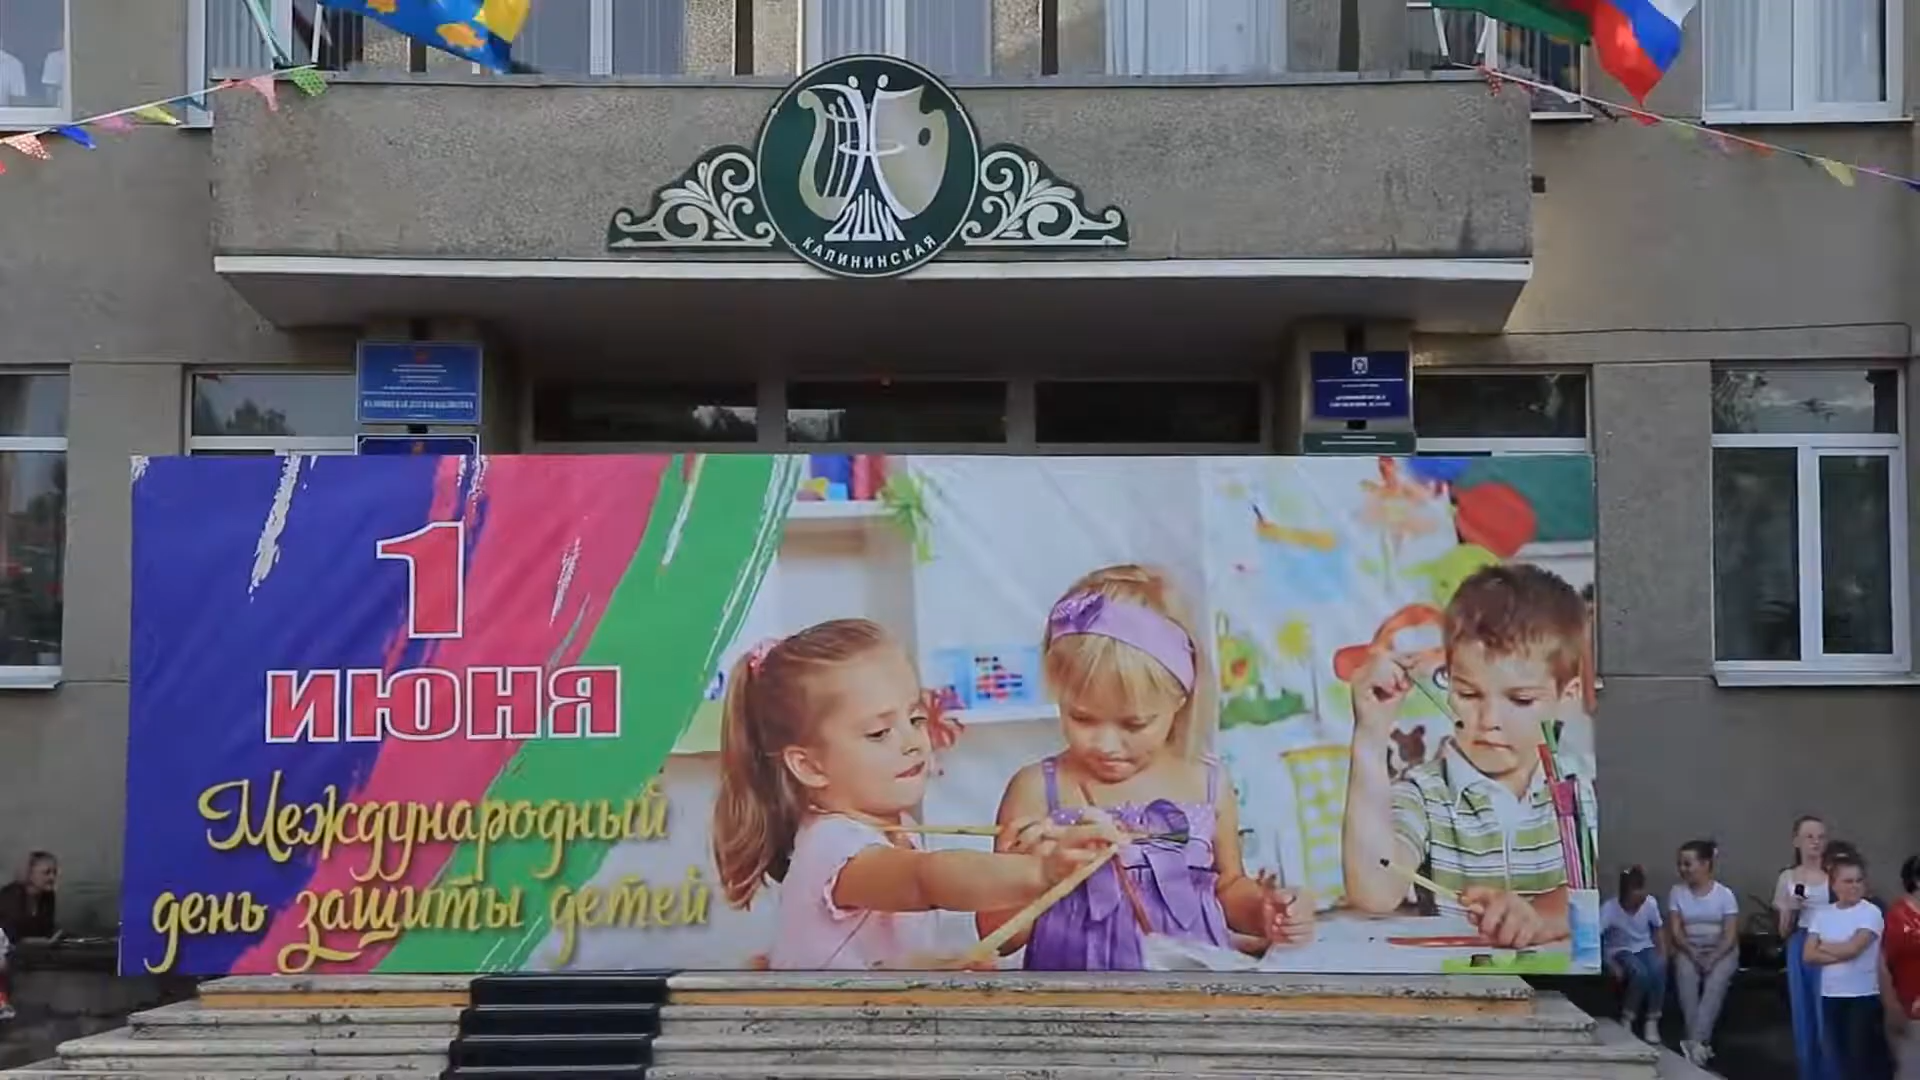 ДШИ
КАЛИНИНСКАЯ
1
ИЮНЯ
Международный
день защиты детей